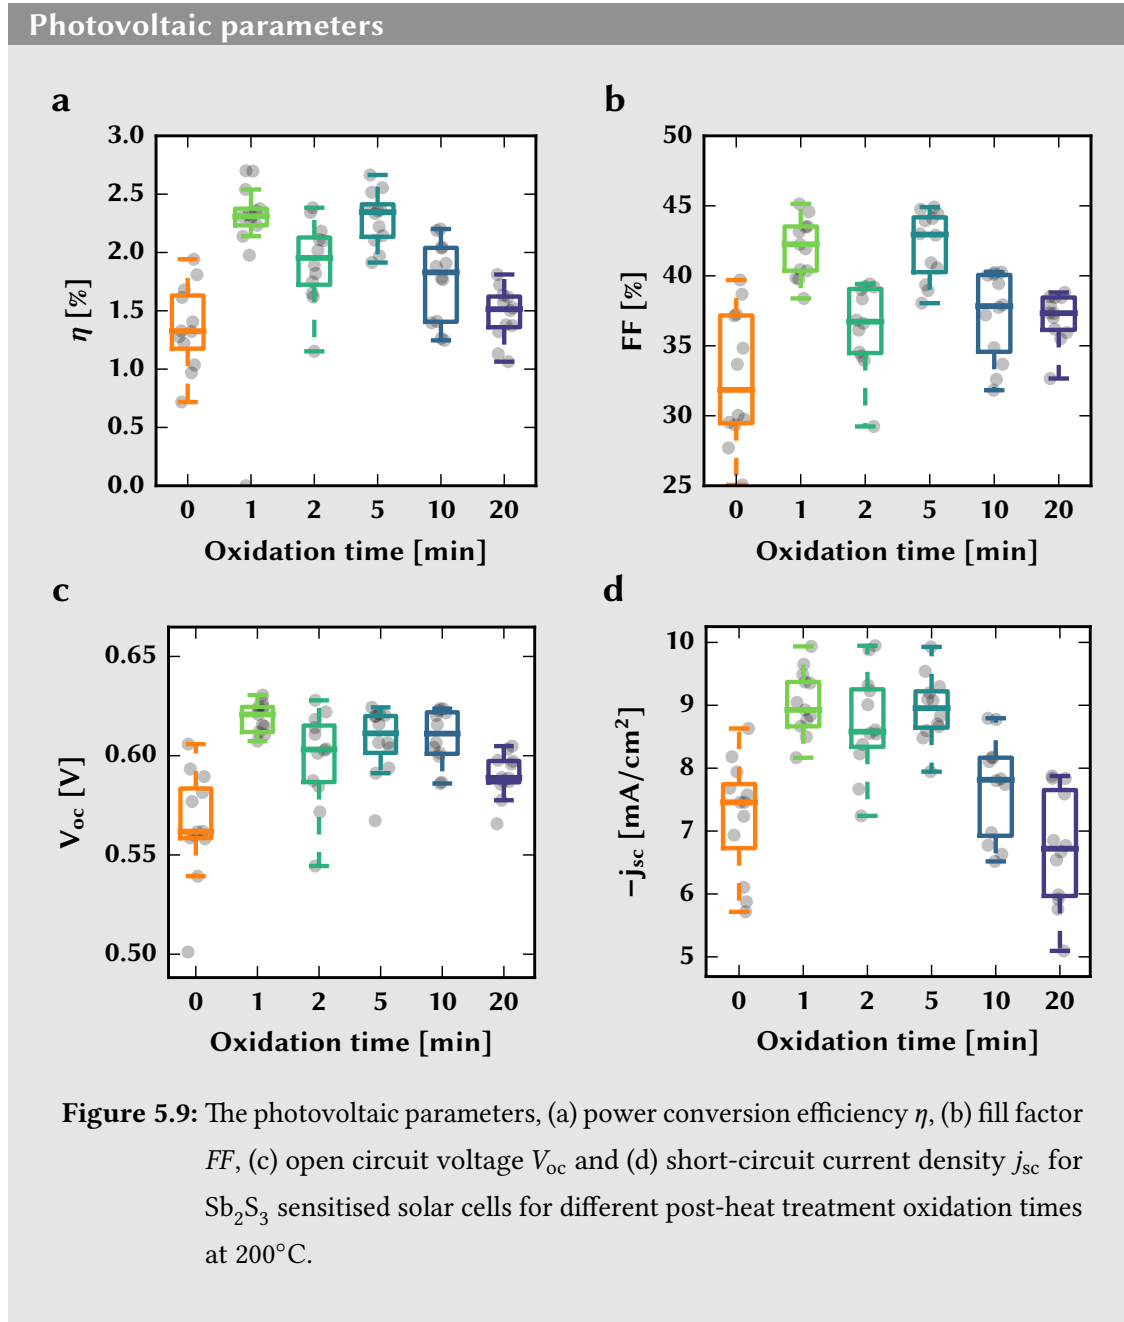 Photovoltaic parameters
a
3.0
2.5
2.0
1.5
1.0
0.5
0.0
η [%]
0 1 2 5 10 20
Oxidation time [min]
b
50
45
40
35
30
25
FF [%]
0 1 2 5 10 20
Oxidation time [min]
c
0.65
0.60
0.55
0.50
V_oc [V]
0 1 2 5 10 20
Oxidation time [min]
d
10
9
8
7
6
5
−j_sc [mA/cm²]
0 1 2 5 10 20
Oxidation time [min]
Figure 5.9: The photovoltaic parameters, (a) power conversion efficiency η, (b) fill factor
FF, (c) open circuit voltage V_oc and (d) short-circuit current density j_sc for
Sb₂S₃ sensitised solar cells for different post-heat treatment oxidation times
at 200°C.